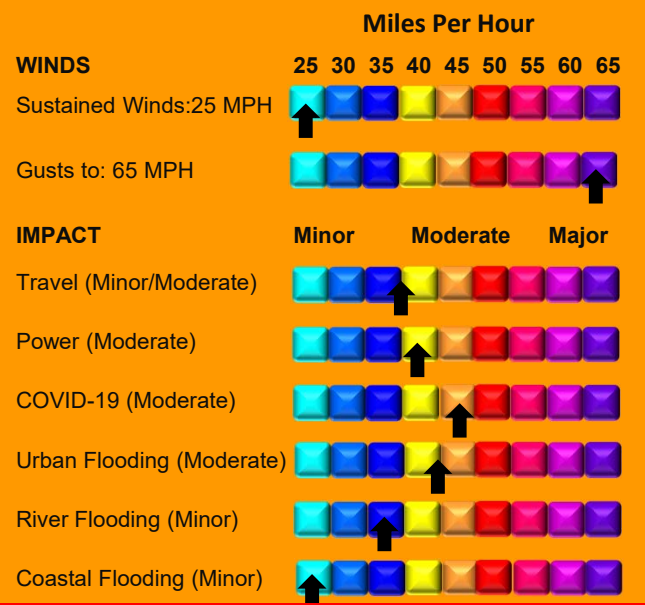 Miles Per Hour
WINDS 25 30 35 40 45 50 55 60 65
Sustained Winds:25 MPH
Gusts to: 65 MPH
IMPACT Minor Moderate Major
Travel (Minor/Moderate)
Power (Moderate)
COVID-19 (Moderate)
Urban Flooding (Moderate)
River Flooding (Minor)
Coastal Flooding (Minor)